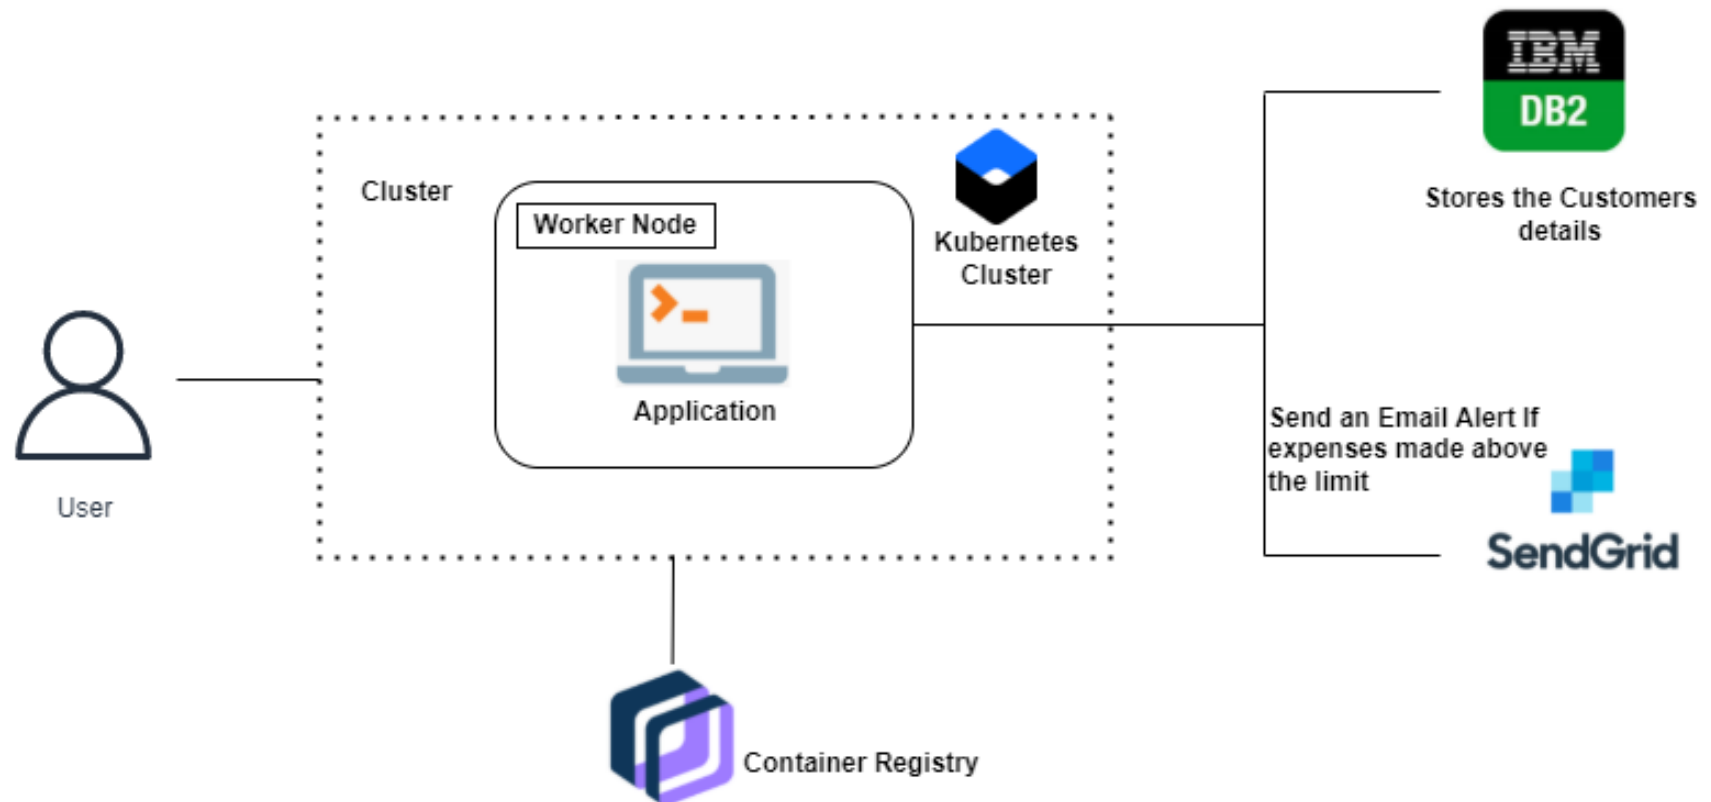 IBM
DB2
Stores the Customers
details
Cluster
Worker Node
Kubernetes
Cluster
Application
User
Send an Email Alert If
expenses made above
the limit
SendGrid
Container Registry